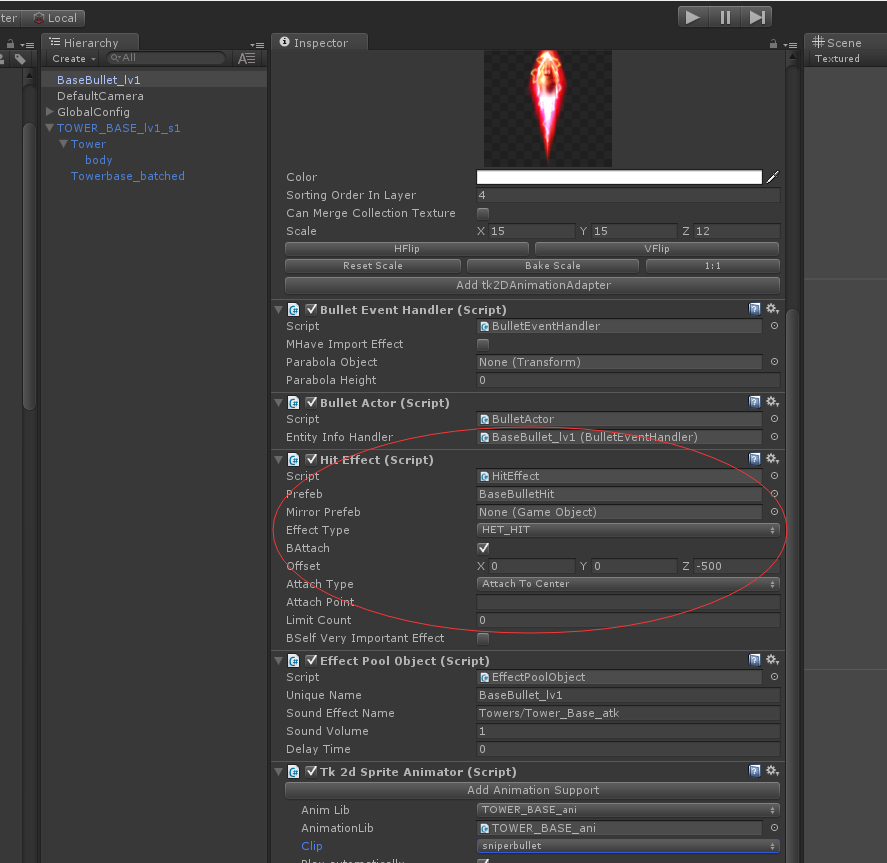 ter Local
Hierarchy
Create All
BaseBullet_lv1
DefaultCamera
GlobalConfig
TOWER_BASE_lv1_s1
Tower
body
Towerbase_batched
Inspector
Color
Sorting Order In Layer 4
Can Merge Collection Texture
Scale X 15 Y 15 Z 12
HFlip VFlip
Reset Scale Bake Scale 1:1
Add tk2DAnimationAdapter
Bullet Event Handler (Script)
Script BulletEventHandler
MHave Import Effect
Parabola Object None (Transform)
Parabola Height 0
Bullet Actor (Script)
Script BulletActor
Entity Info Handler BaseBullet_lv1 (BulletEventHandler)
Hit Effect (Script)
Script HitEffect
Prefeb BaseBulletHit
Mirror Prefeb None (Game Object)
Effect Type HET_HIT
BAttach
Offset X 0 Y 0 Z -500
Attach Type Attach To Center
Attach Point
Limit Count 0
BSelf Very Important Effect
Effect Pool Object (Script)
Script EffectPoolObject
Unique Name BaseBullet_lv1
Sound Effect Name Towers/Tower_Base_atk
Sound Volume 1
Delay Time 0
Tk 2d Sprite Animator (Script)
Add Animation Support
Anim Lib TOWER_BASE_ani
AnimationLib TOWER_BASE_ani
Clip sniperbullet
Play automatically
Scene
Textured